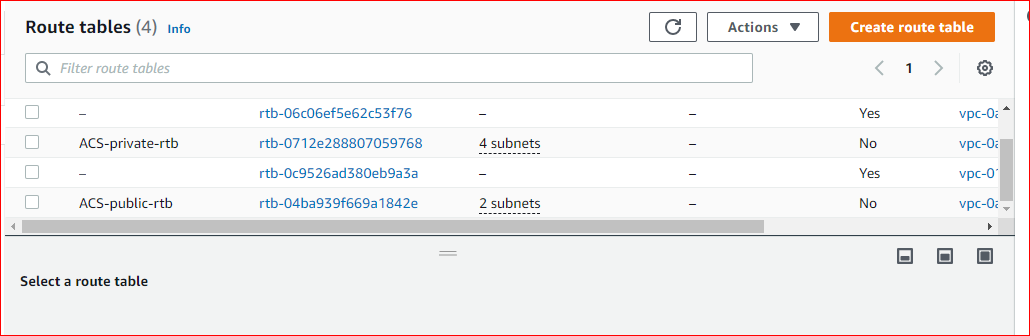 Route tables (4) Info Actions Create route table
Filter route tables 1
– rtb-06c06ef5e62c53f76 – – Yes vpc-0a
ACS-private-rtb rtb-0712e288807059768 4 subnets – No vpc-0a
– rtb-0c9526ad380eb9a3a – – Yes vpc-01
ACS-public-rtb rtb-04ba939f669a1842e 2 subnets – No vpc-0a
Select a route table